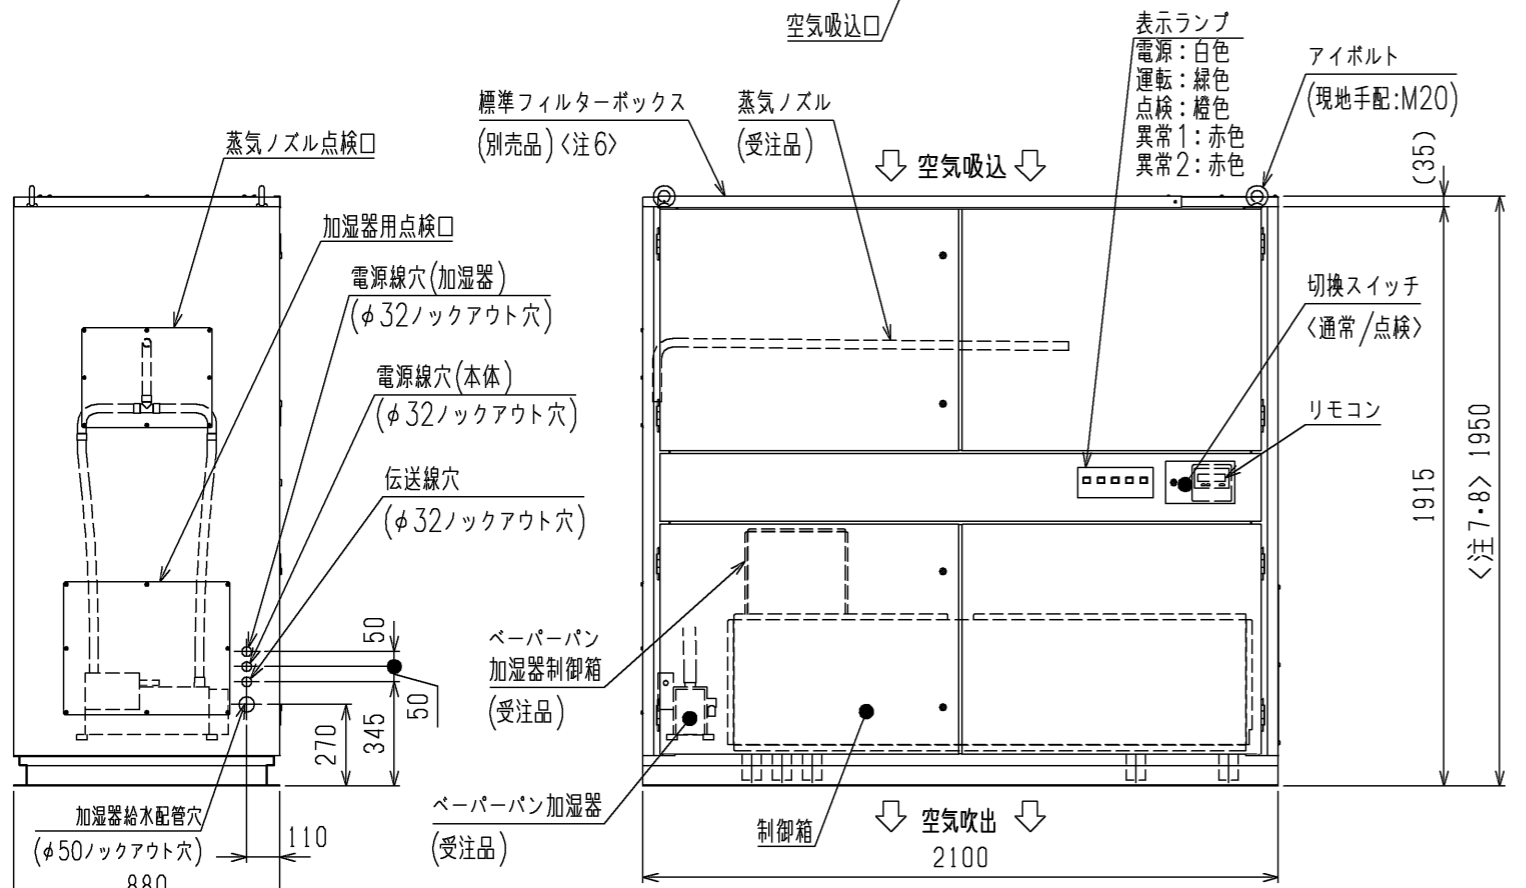 空気吸込口
表示ランプ
電源：白色
運転：緑色
点検：橙色
異常1：赤色
異常2：赤色
アイボルト
(現地手配:M20)
標準フィルターボックス
(別売品)〈注6〉
蒸気ノズル
(受注品)
空気吸込
(35)
蒸気ノズル点検口
加湿器用点検口
電源線穴(加湿器)
(φ32ノックアウト穴)
電源線穴(本体)
(φ32ノックアウト穴)
伝送線穴
(φ32ノックアウト穴)
切換スイッチ
〈通常/点検〉
リモコン
1915
〈注7・8〉1950
50
50
345
270
ベーパーパン
加湿器制御箱
(受注品)
ベーパーパン加湿器
(受注品)
制御箱
空気吹出
2100
加湿器給水配管穴
(φ50ノックアウト穴)
110
880